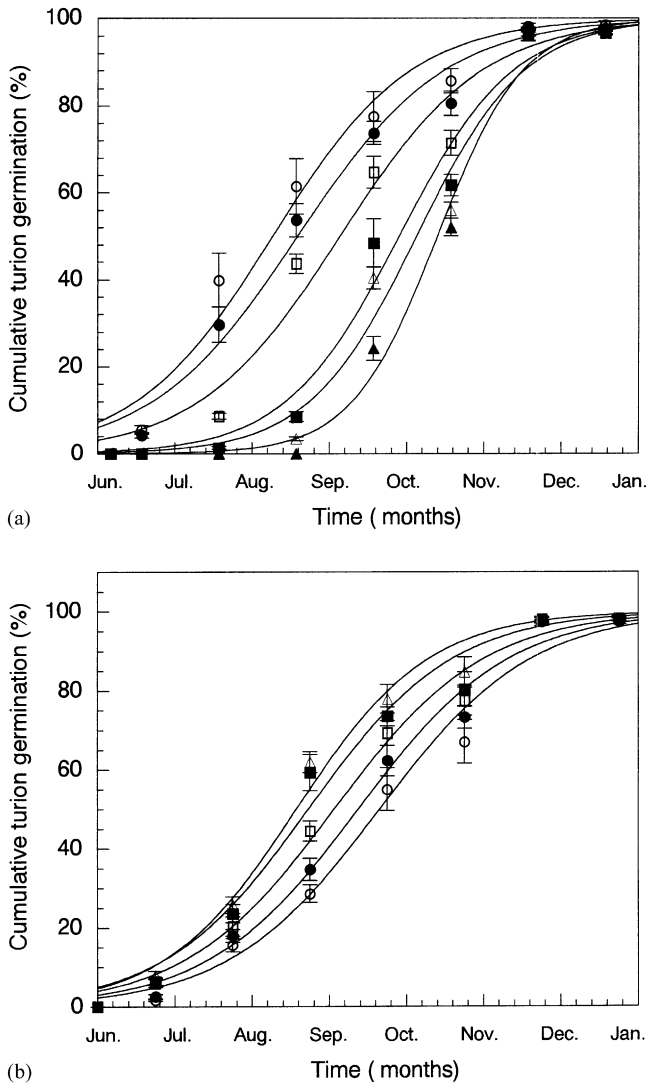 100
80
60
40
20
0
Cumulative turion germination (%)
Jun. Jul. Aug. Sep. Oct. Nov. Dec. Jan.
(a)
Time ( months)
100
80
60
40
20
0
Cumulative turion germination (%)
Jun. Jul. Aug. Sep. Oct. Nov. Dec. Jan.
(b)
Time ( months)